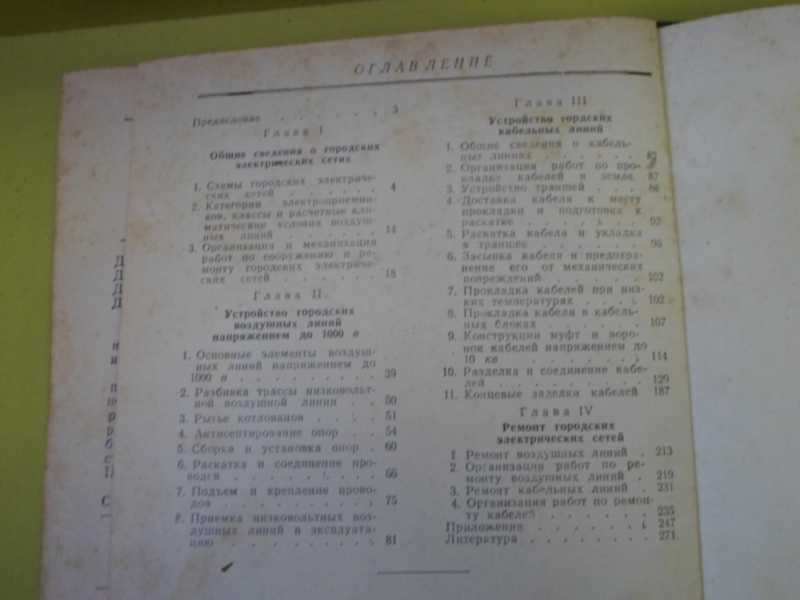 ОГЛАВЛЕНИЕ
Предисловие . . . . . . 3
Глава I
Общие сведения о городских
электрических сетях
1. Схемы городских электриче-
ских сетей . . . . . . 4
2. Категории электроприемни-
ков, классы и расчетные кли-
матические условия воздуш-
ных линий . . . . . . 14
3. Организация и механизация
работ по сооружению и ре-
монту городских электриче-
ских сетей . . . . . . 18
Глава II.
Устройство городских
воздушных линий
напряжением до 1000 в
1. Основные элементы воздуш-
ных линий напряжением до
1000 в . . . . . . . . 39
2. Разбивка трассы низковольт-
ной воздушной линии . . 50
3. Рытье котлованов . . . . 51
4. Антисептирование опор . . 54
5. Сборка и установка опор . 60
6. Раскатка и соединение про-
водов . . . . . . . . 66
7. Подъем и крепление прово-
дов . . . . . . . . . 75
8. Приемка низковольтных воз-
душных линий в эксплуата-
цию . . . . . . . . . 81
Глава III
Устройство гордских
кабельных линий
1. Общие сведения о кабель-
ных линиях . . . . . .
2. Организация работ по про-
кладке кабелей в земле 87
3. Устройство траншей . . . 88
4. Доставка кабеля к месту
прокладки и подготовка к
раскатке . . . . . . . 92
5. Раскатка кабеля и укладка
в траншее . . . . . . 96
6. Засыпка кабеля и предохра-
нение его от механических
повреждений . . . . . 102
7. Прокладка кабелей при низ-
ких температурах . . . . 102
8. Прокладка кабеля в кабель-
ных блоках . . . . . . 107
9. Конструкции муфт и воро-
нок кабелей напряжением до
10 кв . . . . . . . . 114
10. Разделка и соединение кабе-
лей . . . . . . . . . 129
11. Концевые заделки кабелей 187
Глава IV
Ремонт городских
электрических сетей
1 Ремонт воздушных линий . 213
2. Организация работ по ре-
монту воздушных линий . 219
3. Ремонт кабельных линий . 231
4. Организация работ по ремон-
ту кабелей . . . . . . 235
Приложения . . . . . . 247
Литература . . . . . . . 271